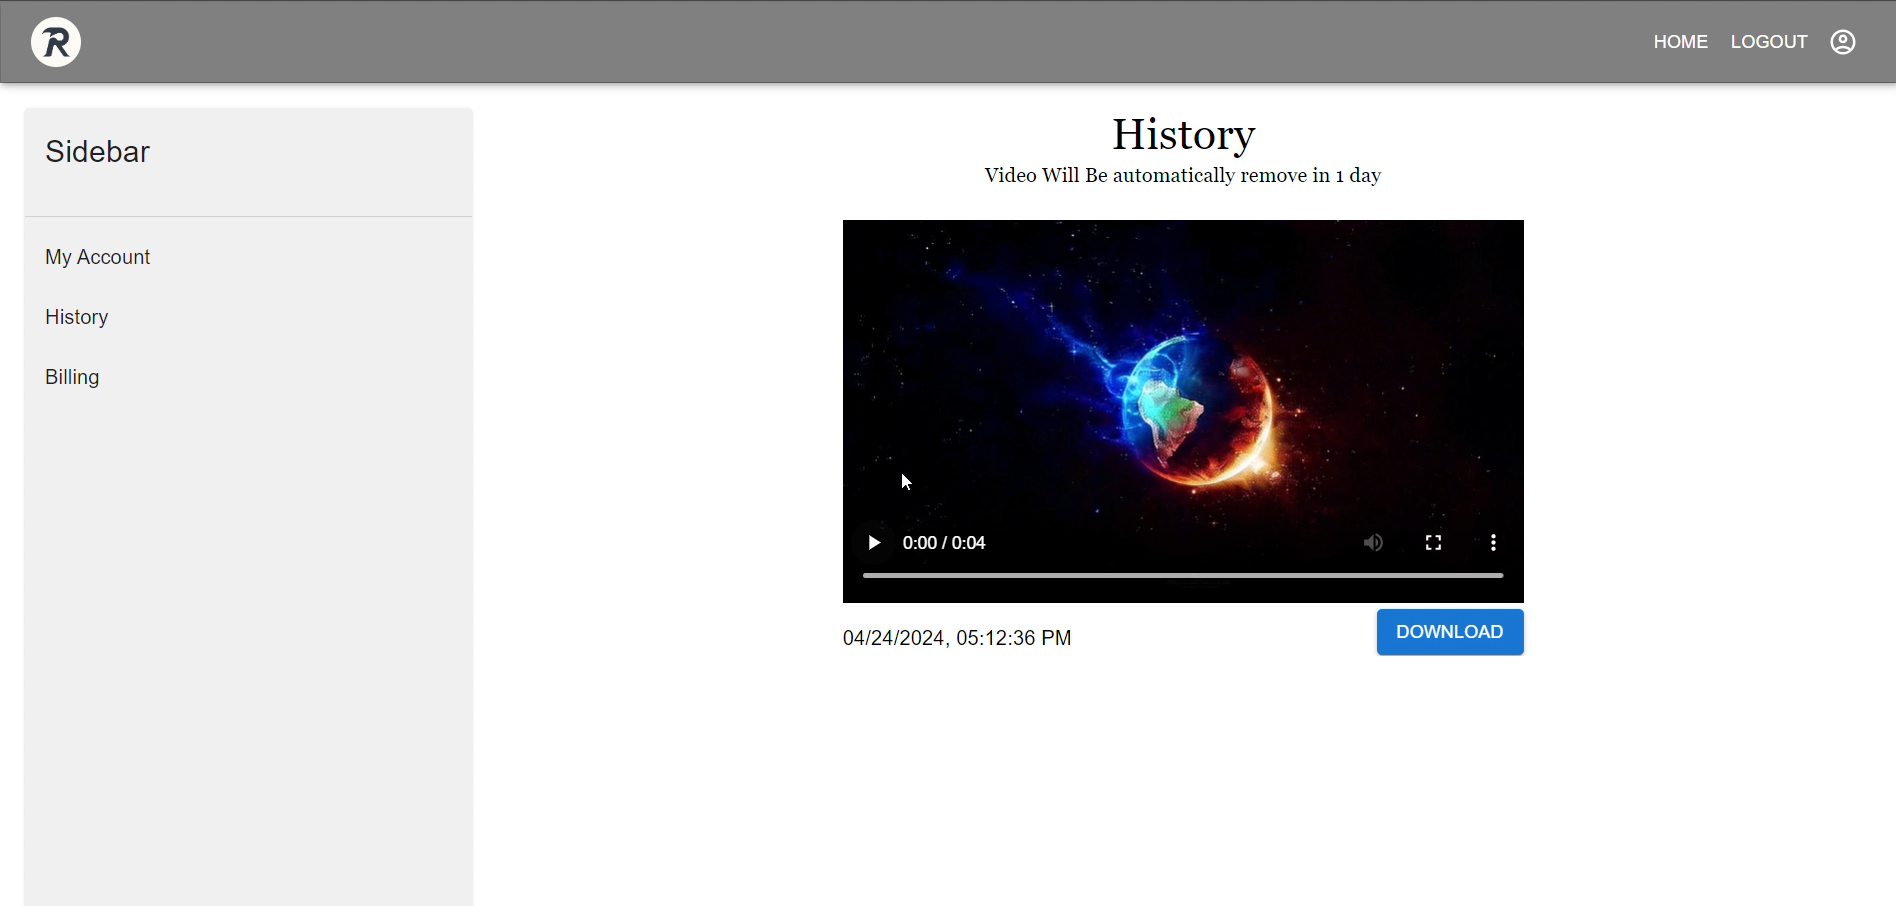 R
HOME LOGOUT
Sidebar
My Account
History
Billing
History
Video Will Be automatically remove in 1 day
0:00 / 0:04
04/24/2024, 05:12:36 PM
DOWNLOAD